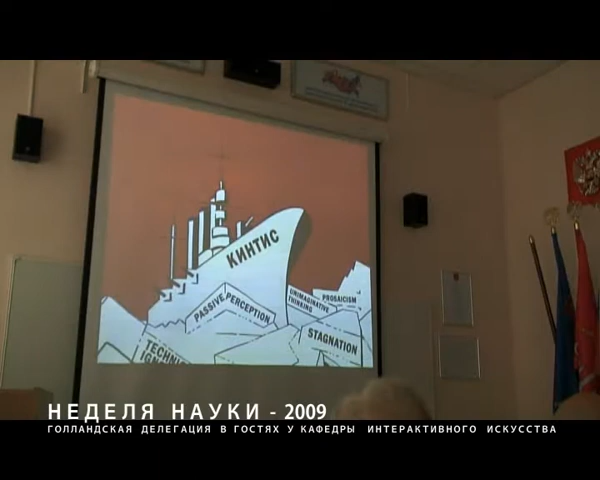 КИНТИС
PASSIVE PERCEPTION
UNIMAGINATIVE
THINKING
PROSAICISM
STAGNATION
НЕДЕЛЯ НАУКИ - 2009
ГОЛЛАНДСКАЯ ДЕЛЕГАЦИЯ В ГОСТЯХ У КАФЕДРЫ ИНТЕРАКТИВНОГО ИСКУССТВА